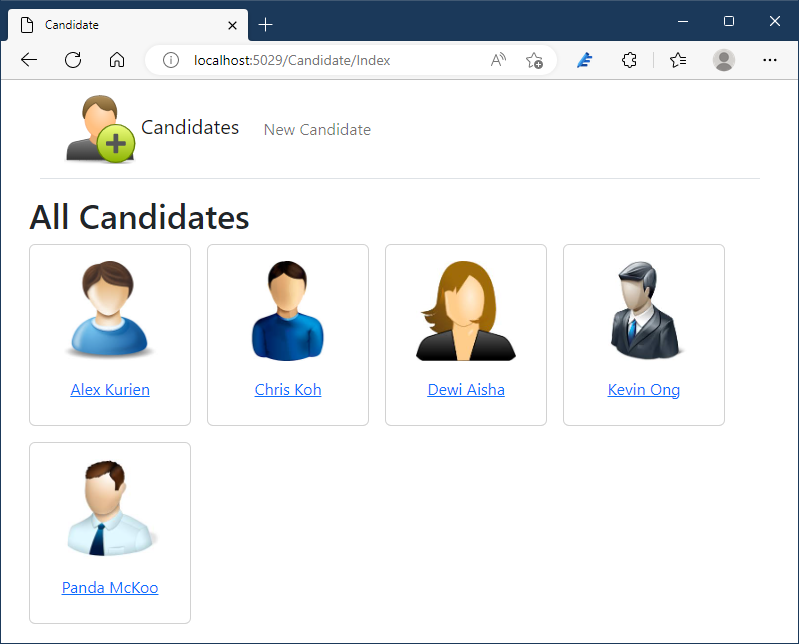 Candidate
localhost:5029/Candidate/Index
Candidates New Candidate
All Candidates
Alex Kurien Chris Koh Dewi Aisha Kevin Ong
Panda McKoo